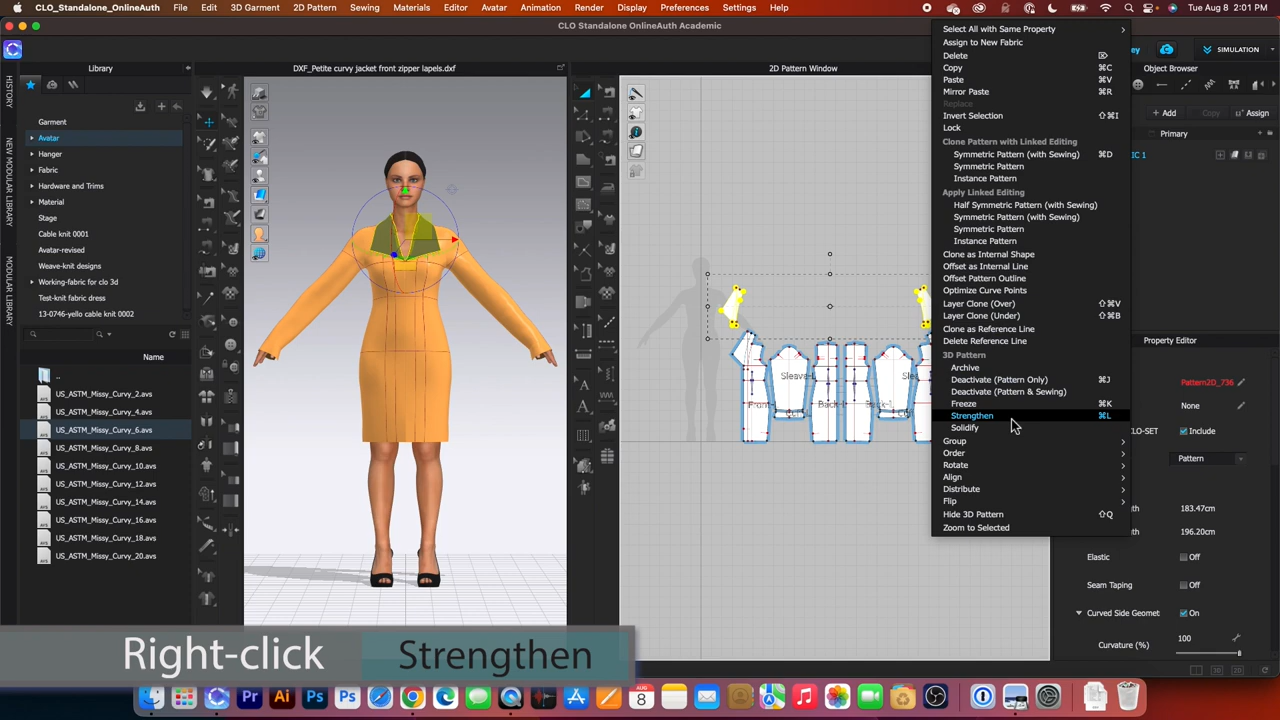 CLO_Standalone_OnlineAuth File Edit 3D Garment 2D Pattern Sewing Materials Editor Avatar Animation Render Display Preferences Settings Help Tue Aug 8 2:01 PM
CLO Standalone OnlineAuth Academic
SIMULATION
Library
DXF_Petite curvy jacket front zipper lapels.dxf
2D Pattern Window
Object Browser
HISTORY
NEW MODULAR LIBRARY
MODULAR LIBRARY
Garment
Avatar
Hanger
Fabric
Hardware and Trims
Material
Stage
Cable knit 0001
Avatar-revised
Weave-knit designs
Working-fabric for clo 3d
Test-knit fabric dress
13-0746-yello cable knit 0002
Name
..
US_ASTM_Missy_Curvy_2.avs
US_ASTM_Missy_Curvy_4.avs
US_ASTM_Missy_Curvy_6.avs
US_ASTM_Missy_Curvy_8.avs
US_ASTM_Missy_Curvy_10.avs
US_ASTM_Missy_Curvy_12.avs
US_ASTM_Missy_Curvy_14.avs
US_ASTM_Missy_Curvy_16.avs
US_ASTM_Missy_Curvy_18.avs
US_ASTM_Missy_Curvy_20.avs
Select All with Same Property
Assign to New Fabric
Delete
Copy ⌘C
Paste ⌘V
Mirror Paste ⌘R
Replace
Invert Selection ⇧⌘I
Lock
Clone Pattern with Linked Editing
Symmetric Pattern (with Sewing) ⌘D
Symmetric Pattern
Instance Pattern
Apply Linked Editing
Half Symmetric Pattern (with Sewing)
Symmetric Pattern (with Sewing)
Symmetric Pattern
Instance Pattern
Clone as Internal Shape
Offset as Internal Line
Offset Pattern Outline
Optimize Curve Points
Layer Clone (Over) ⇧⌘V
Layer Clone (Under) ⇧⌘B
Clone as Reference Line
Delete Reference Line
3D Pattern
Archive
Deactivate (Pattern Only) ⌘J
Deactivate (Pattern & Sewing)
Freeze ⌘K
Strengthen ⌘L
Solidify
Group
Order
Rotate
Align
Distribute
Flip
Hide 3D Pattern ⇧Q
Zoom to Selected
+ Add Copy Assign
Primary
Property Editor
Pattern2D_736
None
CLO-SET Include
Pattern
183.47cm
196.20cm
Elastic Off
Seam Taping Off
Curved Side Geomet On
Curvature (%) 100
Right-click Strengthen